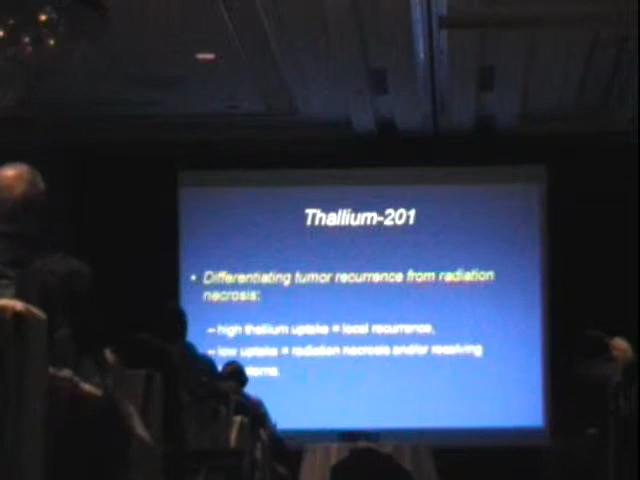 Thallium-201
• Differentiating tumor recurrence from radiation
necrosis:
– high thallium uptake = local recurrence,
– low uptake = radiation necrosis and/or resolving